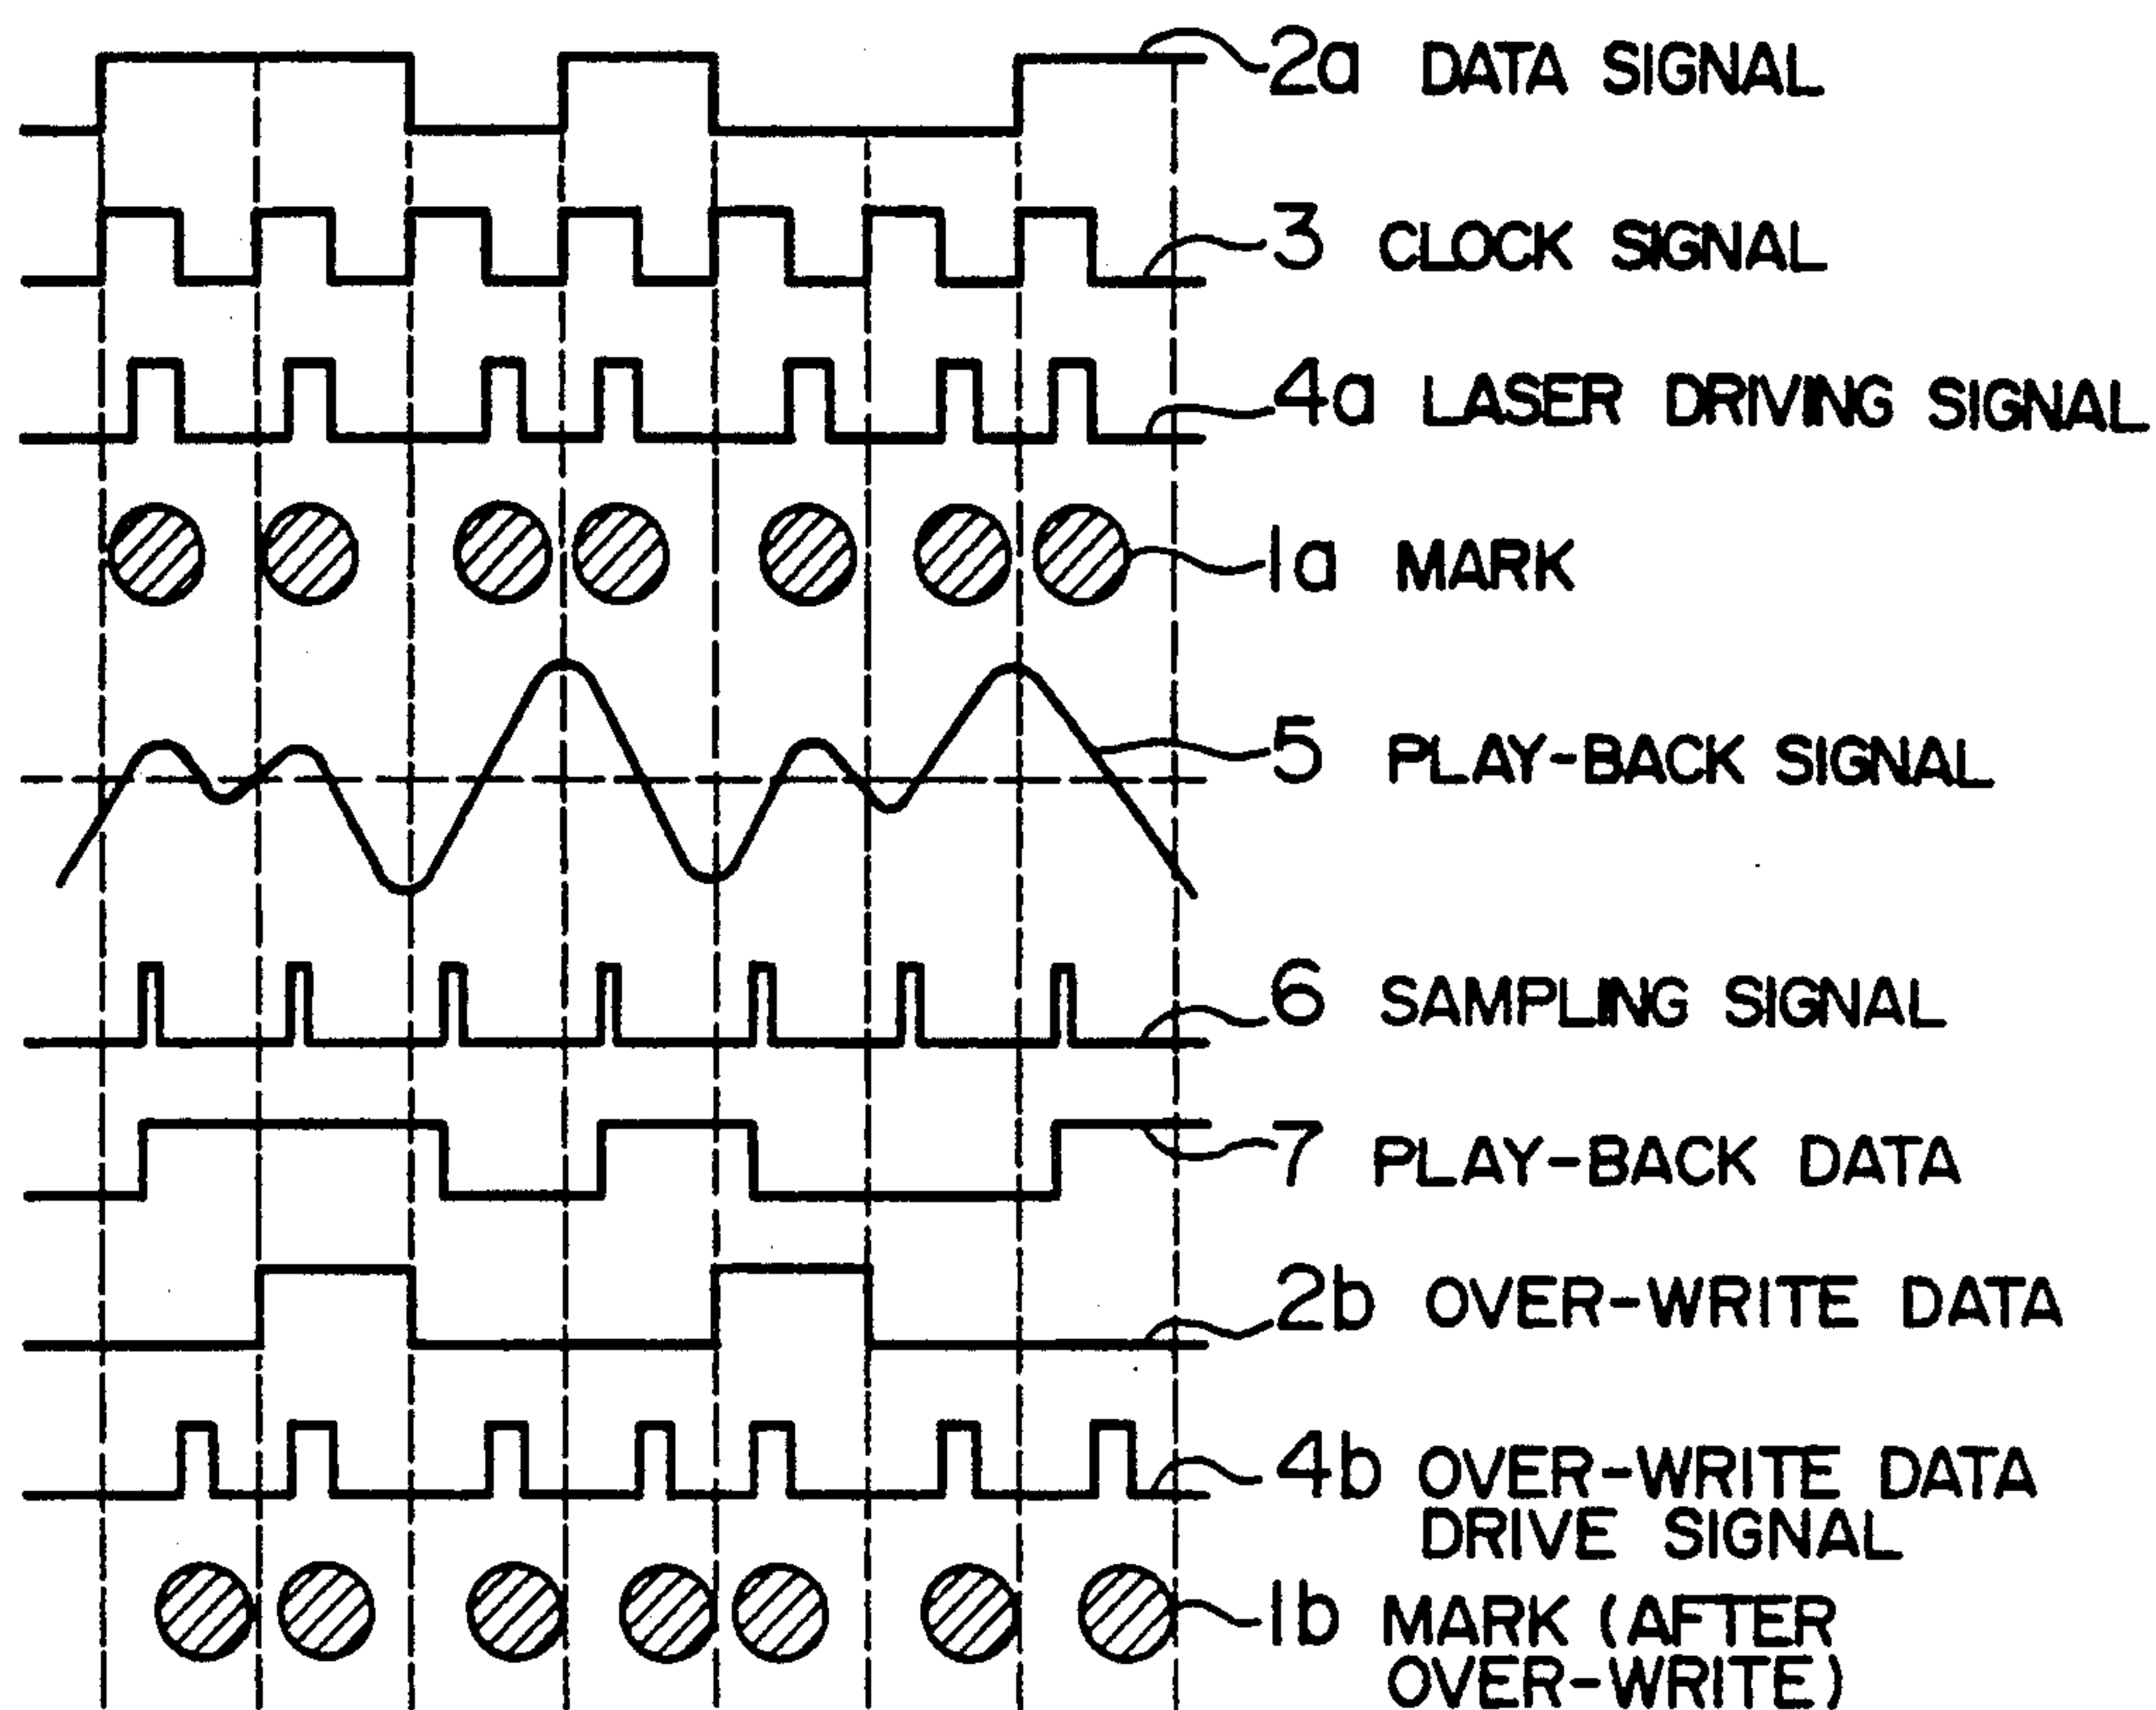 2a DATA SIGNAL
3 CLOCK SIGNAL
4a LASER DRIVING SIGNAL
1a MARK
5 PLAY-BACK SIGNAL
6 SAMPLING SIGNAL
7 PLAY-BACK DATA
2b OVER-WRITE DATA
4b OVER-WRITE DATA
DRIVE SIGNAL
1b MARK (AFTER
OVER-WRITE)